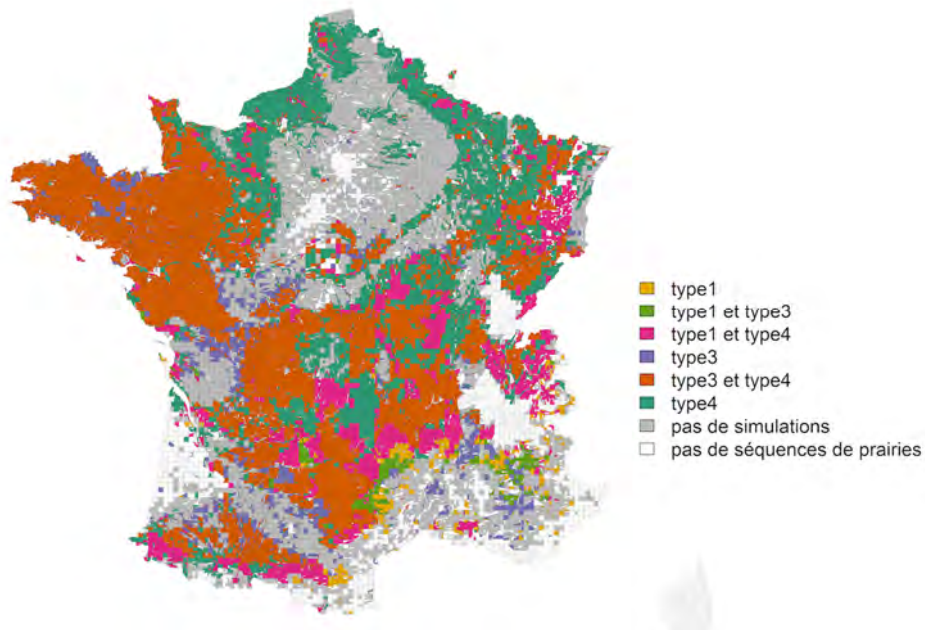 type1
type1 et type3
type1 et type4
type3
type3 et type4
type4
pas de simulations
pas de séquences de prairies